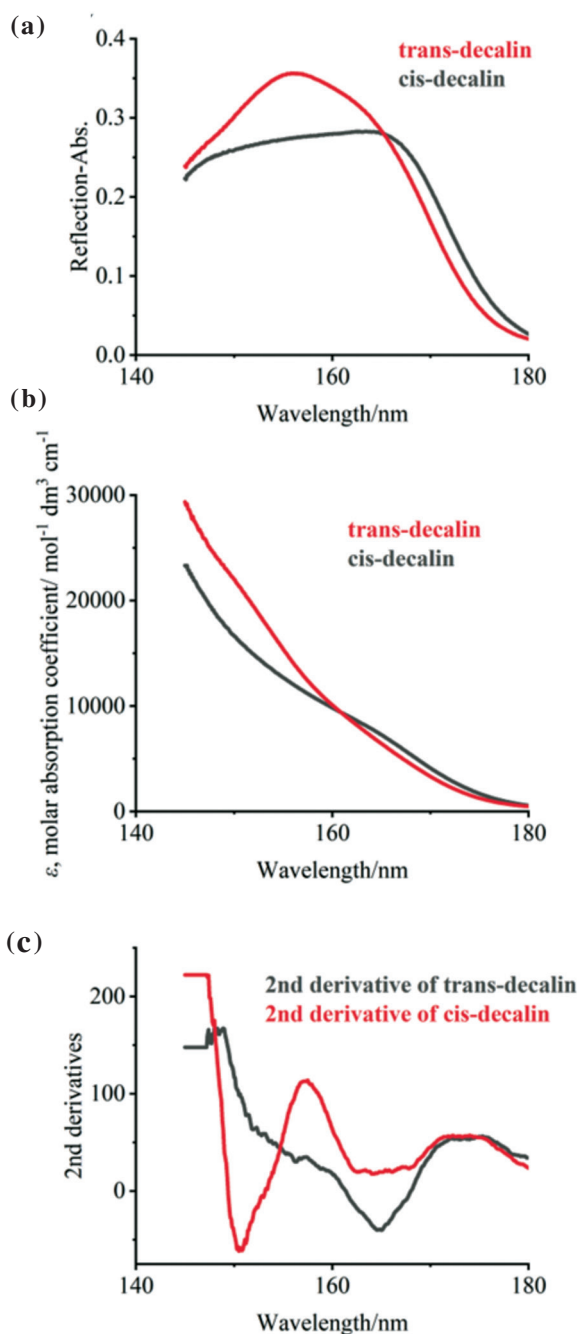 (a)
trans-decalin
cis-decalin
0.4
0.3
0.2
0.1
0.0
Reflection-Abs.
140
160
180
Wavelength/nm
(b)
trans-decalin
cis-decalin
30000
20000
10000
0
ε, molar absorption coefficient/ mol⁻¹ dm³ cm⁻¹
140
160
180
Wavelength/nm
(c)
2nd derivative of trans-decalin
2nd derivative of cis-decalin
200
100
0
2nd derivatives
140
160
180
Wavelength/nm